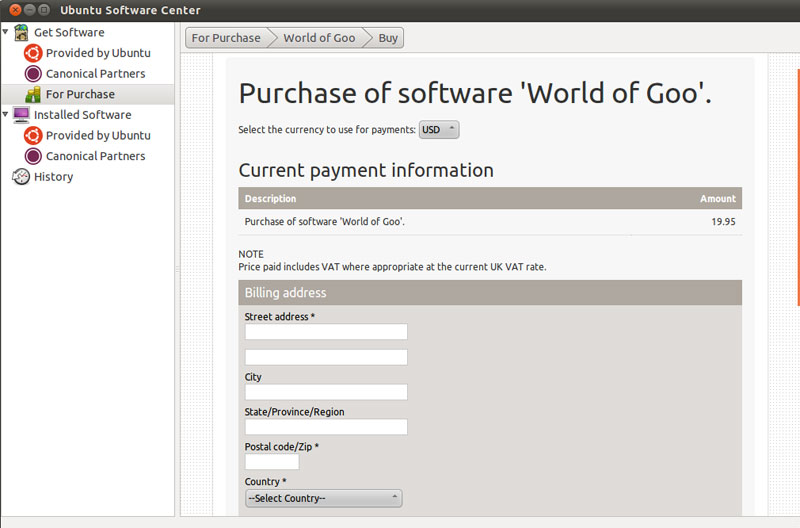 Ubuntu Software Center
Get Software
Provided by Ubuntu
Canonical Partners
For Purchase
Installed Software
Provided by Ubuntu
Canonical Partners
History
For Purchase World of Goo Buy
Purchase of software 'World of Goo'.
Select the currency to use for payments: USD
Current payment information
Description Amount
Purchase of software 'World of Goo'. 19.95
NOTE
Price paid includes VAT where appropriate at the current UK VAT rate.
Billing address
Street address *
City
State/Province/Region
Postal code/Zip *
Country *
--Select Country--